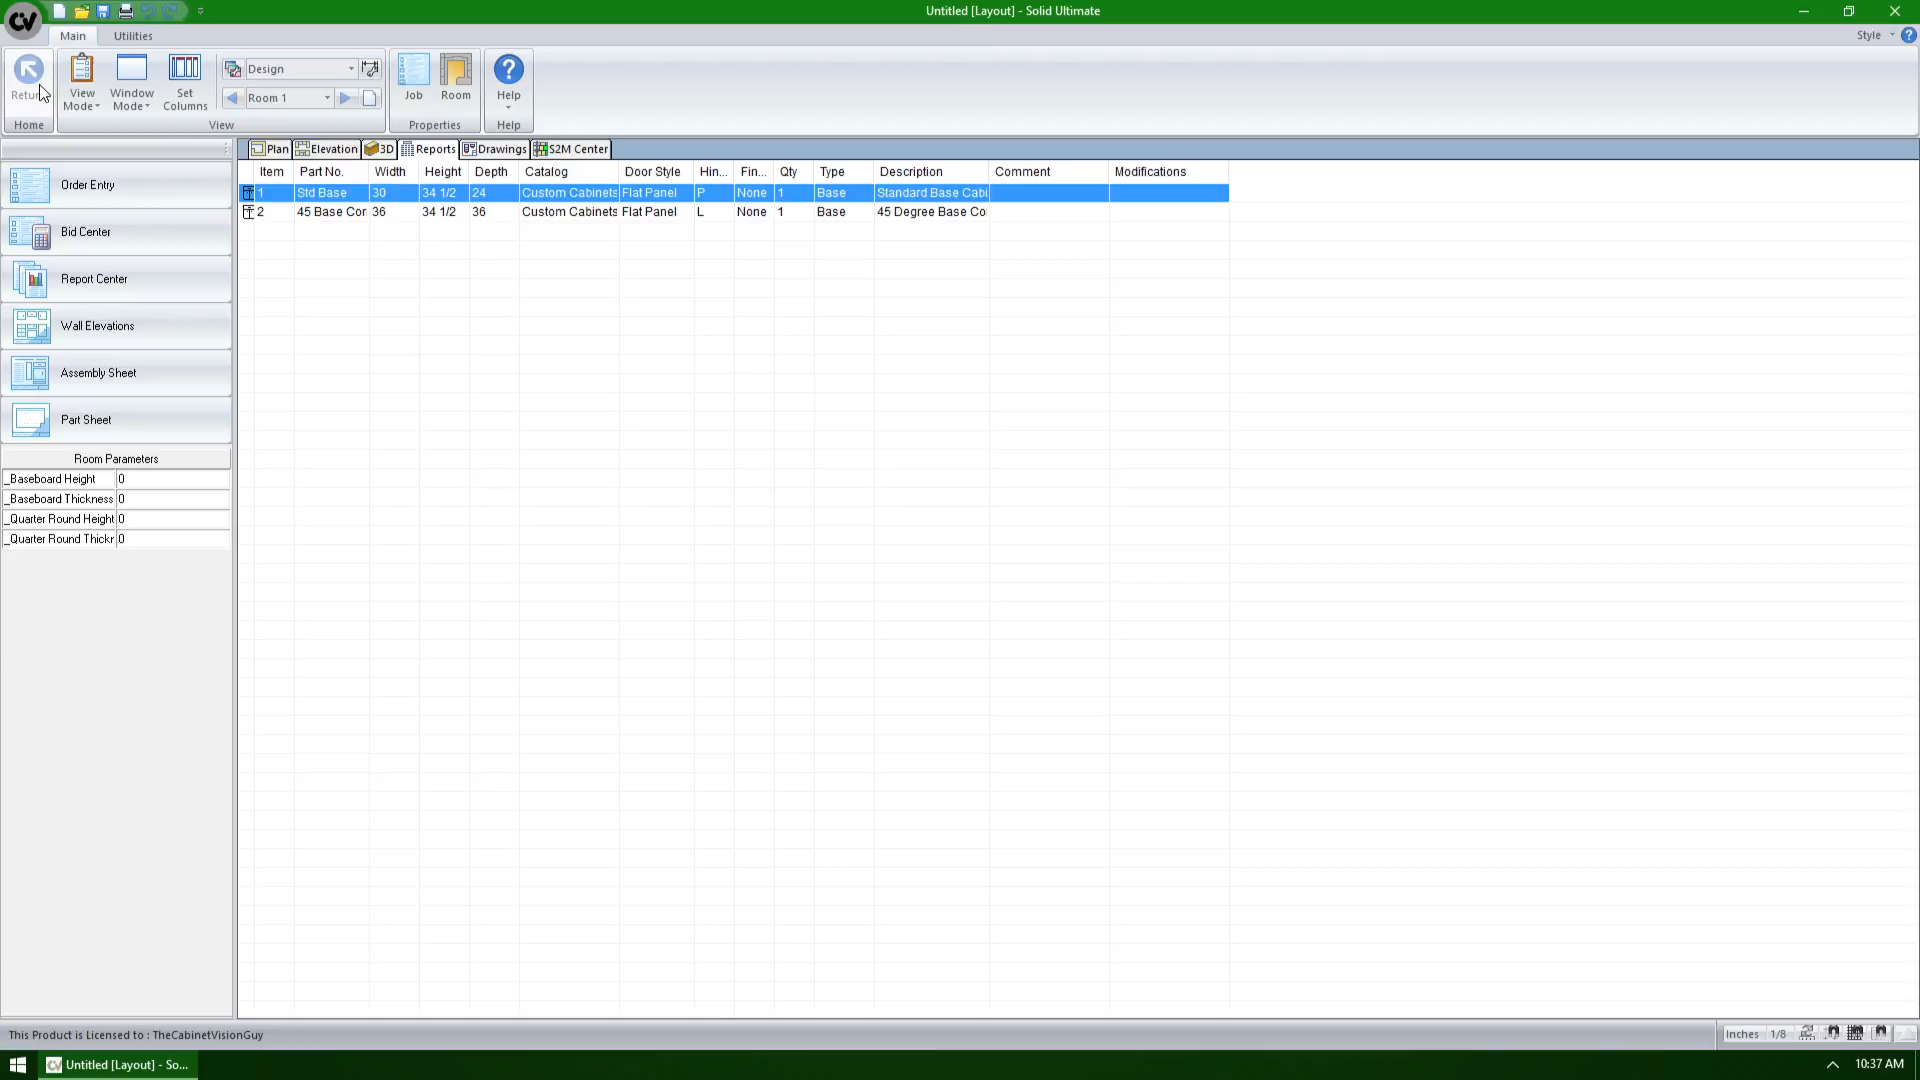 Untitled [Layout] - Solid Ultimate
Main Utilities Style
Return View Mode Window Mode Set Columns Design Room 1 Job Room Help
Home View Properties Help
Plan Elevation 3D Reports Drawings S2M Center
Item Part No. Width Height Depth Catalog Door Style Hin... Fin... Qty Type Description Comment Modifications
1 Std Base 30 34 1/2 24 Custom Cabinets Flat Panel P None 1 Base Standard Base Cabi
2 45 Base Cor 36 34 1/2 36 Custom Cabinets Flat Panel L None 1 Base 45 Degree Base Co
Order Entry
Bid Center
Report Center
Wall Elevations
Assembly Sheet
Part Sheet
Room Parameters
_Baseboard Height 0
_Baseboard Thickness 0
_Quarter Round Height 0
_Quarter Round Thickr 0
This Product is Licensed to : TheCabinetVisionGuy Inches 1/8
Untitled [Layout] - So... 10:37 AM